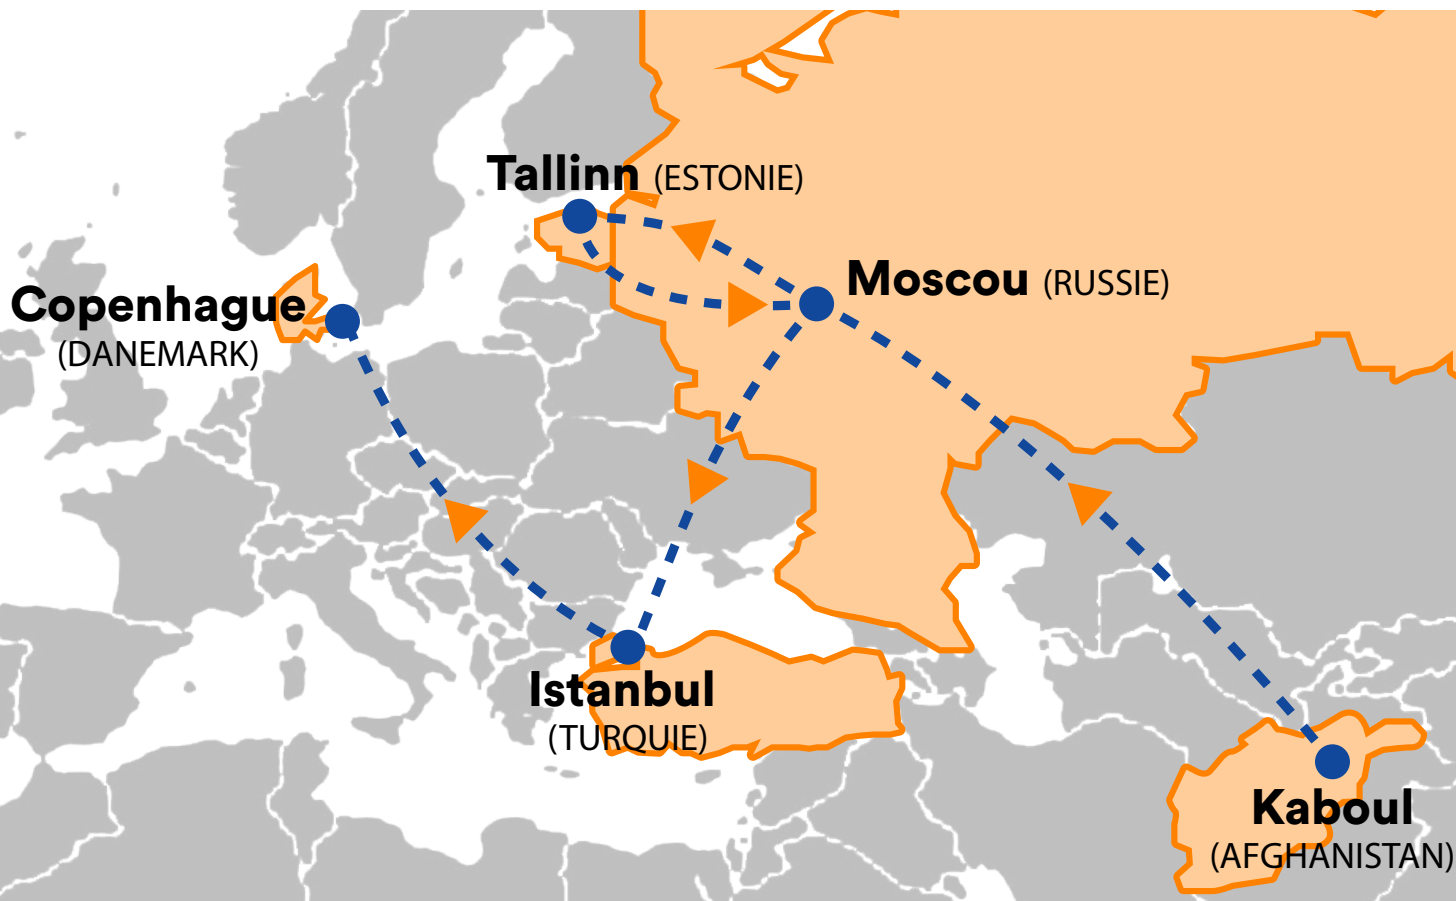 Tallinn (ESTONIE)
Moscou (RUSSIE)
Copenhague
(DANEMARK)
Istanbul
(TURQUIE)
Kaboul
(AFGHANISTAN)